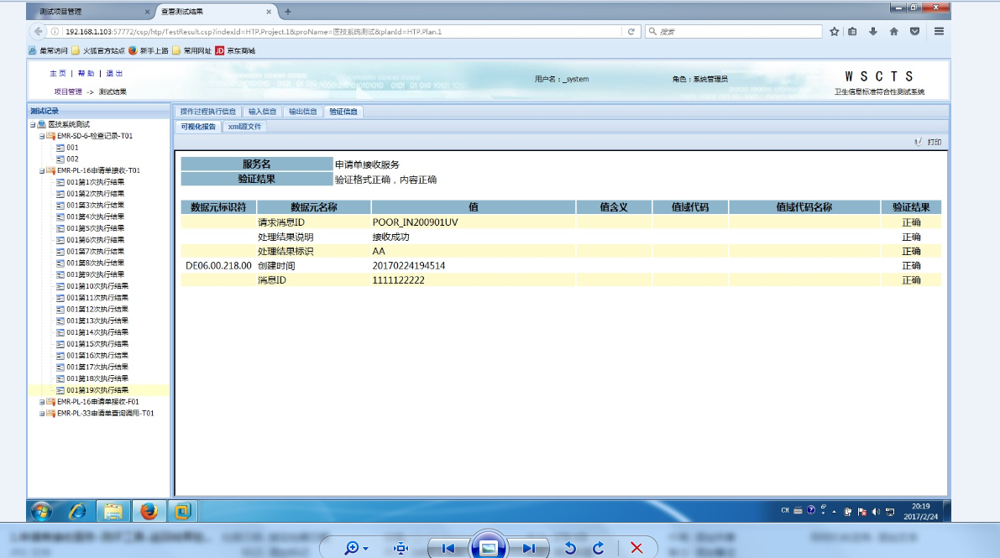 测试项目管理 × 查看测试结果 × +
192.168.1.103:57772/csp/htp/TestResult.csp?indexId=HTP.Project.1&proName=医技系统测试&planId=HTP.Plan.1 搜索
最常访问 火狐官方站点 新手上路 常用网址 JD 京东商城
主 页 | 帮 助 | 退 出
用户名：_system 角色：系统管理员 W S C T S
项目管理 -> 测试结果 卫生信息标准符合性测试系统
测试记录
医技系统测试
EMR-SD-6-检查记录-T01
001
002
EMR-PL-16申请单接收-T01
001第1次执行结果
001第2次执行结果
001第3次执行结果
001第4次执行结果
001第5次执行结果
001第6次执行结果
001第7次执行结果
001第8次执行结果
001第9次执行结果
001第10次执行结果
001第11次执行结果
001第12次执行结果
001第13次执行结果
001第14次执行结果
001第15次执行结果
001第16次执行结果
001第17次执行结果
001第18次执行结果
001第19次执行结果
EMR-PL-16申请单接收-F01
EMR-PL-33申请单查询调用-T01
操作过程执行信息 输入信息 输出信息 验证信息
可视化报告 xml源文件
打印
服务名 申请单接收服务
验证结果 验证格式正确，内容正确
数据元标识符 数据元名称 值 值含义 值域代码 值域代码名称 验证结果
请求消息ID POOR_IN200901UV 正确
处理结果说明 接收成功 正确
处理结果标识 AA 正确
DE06.00.218.00 创建时间 20170224194514 正确
消息ID 1111122222 正确
CH 20:19
2017/2/24